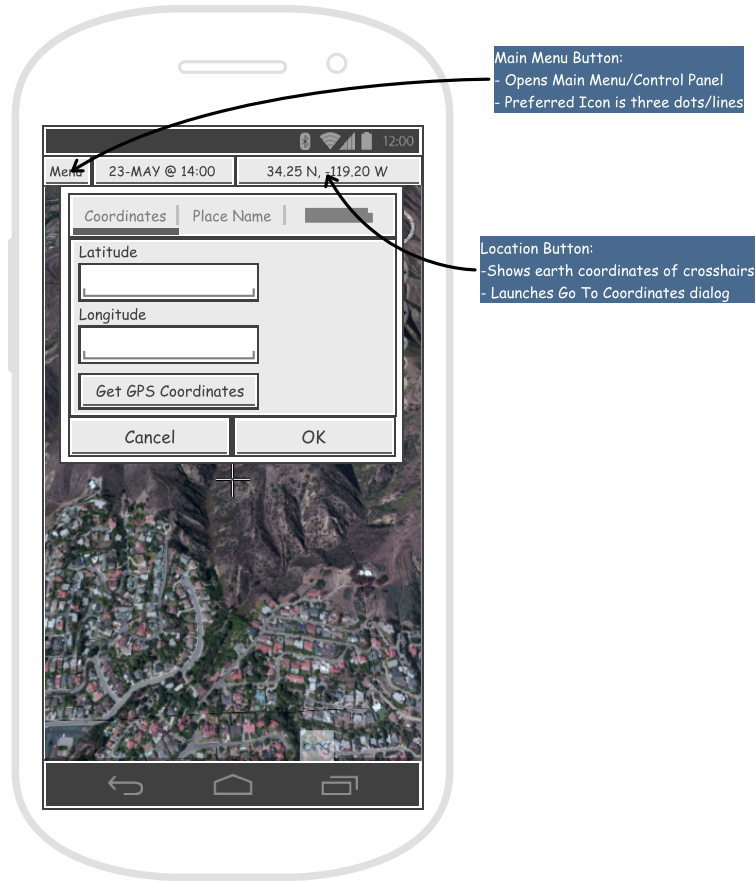 Main Menu Button:
- Opens Main Menu/Control Panel
- Preferred Icon is three dots/lines
12:00
Menu
23-MAY @ 14:00
34.25 N, -119.20 W
Coordinates
Place Name
Latitude
Longitude
Get GPS Coordinates
Cancel
OK
Location Button:
-Shows earth coordinates of crosshairs
- Launches Go To Coordinates dialog
bing